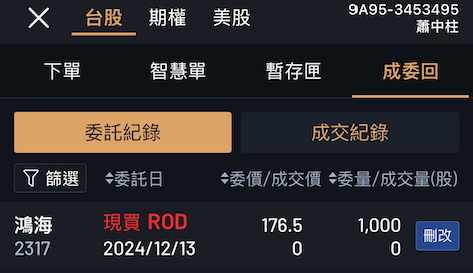 台股 期權 美股 9A95-3453495
蕭中柱
下單 智慧單 暫存匣 成委回
委託紀錄 成交紀錄
篩選 委託日 委價/成交價 委量/成交量(股)
鴻海 現買 ROD 176.5 1,000 刪改
2317 2024/12/13 0 0